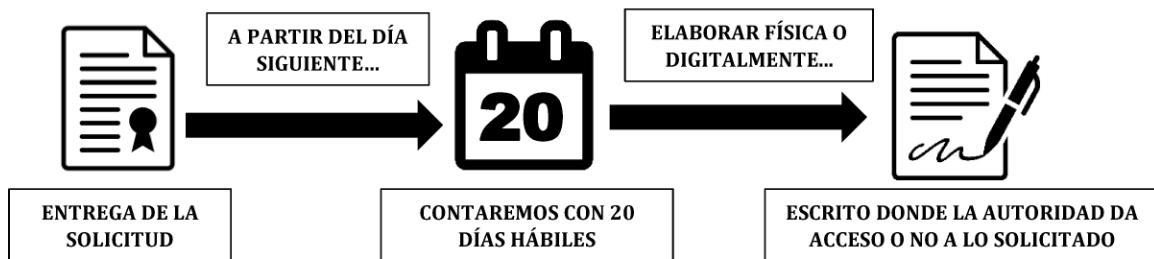 A PARTIR DEL DÍA
SIGUIENTE...
ELABORAR FÍSICA O
DIGITALMENTE...
20
ENTREGA DE LA
SOLICITUD
CONTAREMOS CON 20
DÍAS HÁBILES
ESCRITO DONDE LA AUTORIDAD DA
ACCESO O NO A LO SOLICITADO